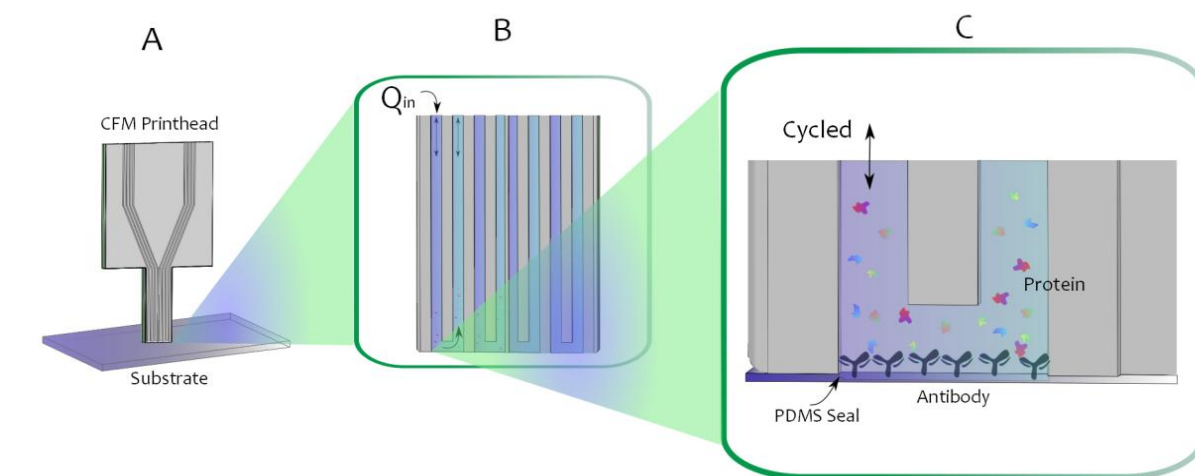 A
B
C
CFM Printhead
Qin
Cycled
Protein
Substrate
PDMS Seal
Antibody